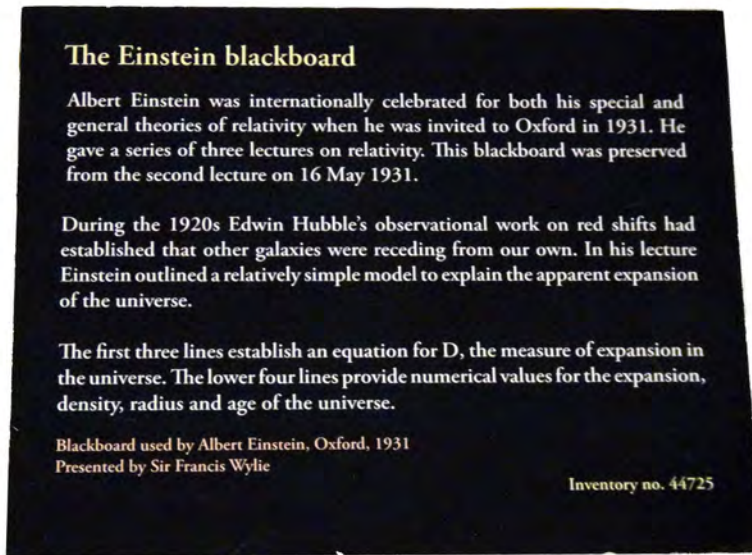 The Einstein blackboard
Albert Einstein was internationally celebrated for both his special and
general theories of relativity when he was invited to Oxford in 1931. He
gave a series of three lectures on relativity. This blackboard was preserved
from the second lecture on 16 May 1931.
During the 1920s Edwin Hubble's observational work on red shifts had
established that other galaxies were receding from our own. In his lecture
Einstein outlined a relatively simple model to explain the apparent expansion
of the universe.
The first three lines establish an equation for D, the measure of expansion in
the universe. The lower four lines provide numerical values for the expansion,
density, radius and age of the universe.
Blackboard used by Albert Einstein, Oxford, 1931
Presented by Sir Francis Wylie
Inventory no. 44725